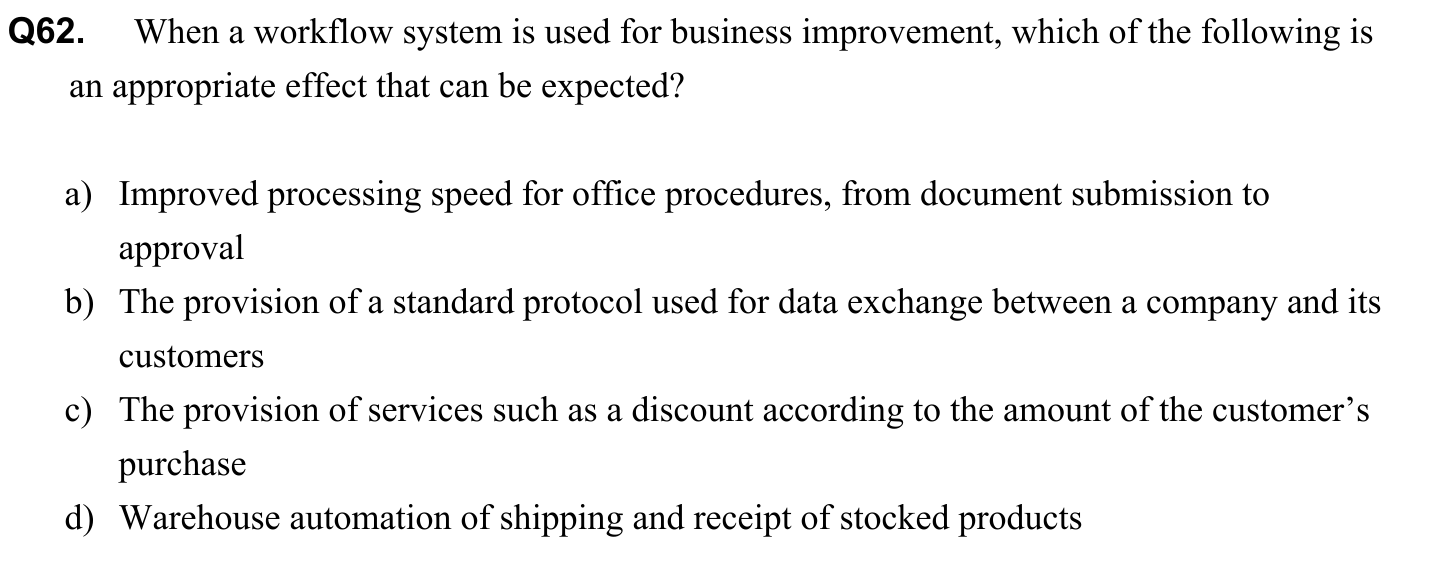 Q62. When a workflow system is used for business improvement, which of the following is
an appropriate effect that can be expected?
a) Improved processing speed for office procedures, from document submission to
approval
b) The provision of a standard protocol used for data exchange between a company and its
customers
c) The provision of services such as a discount according to the amount of the customer’s
purchase
d) Warehouse automation of shipping and receipt of stocked products